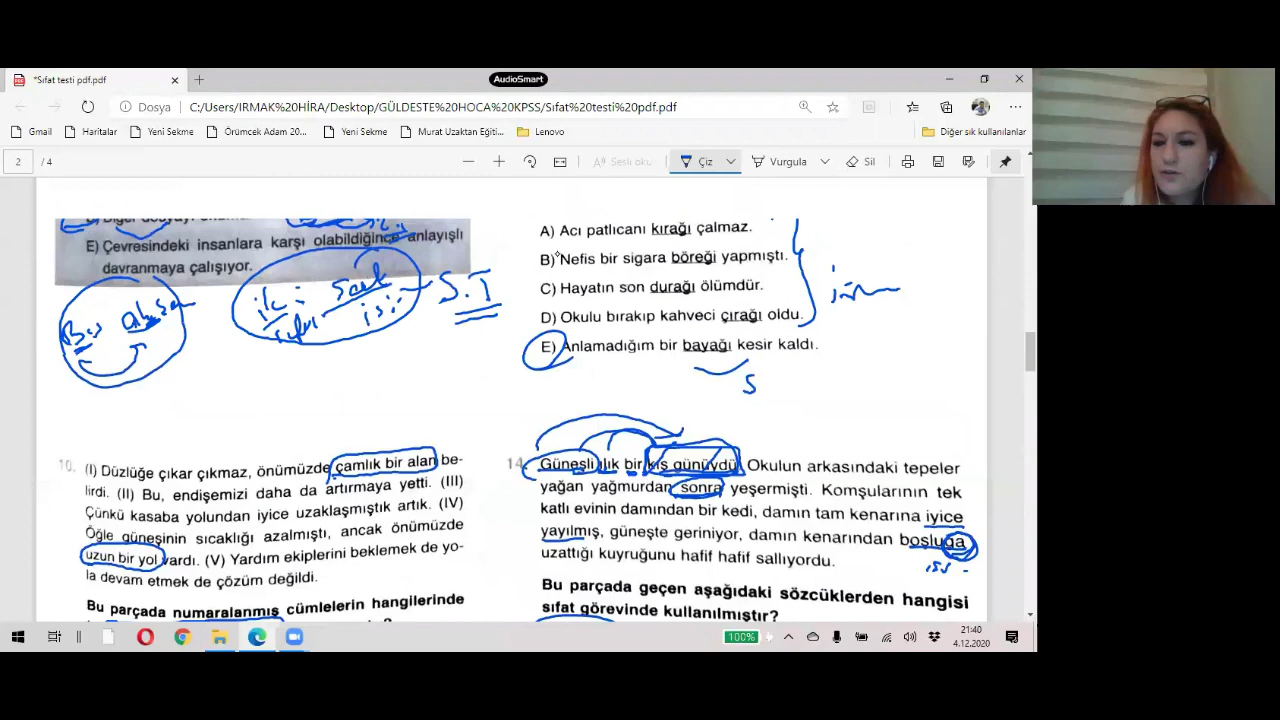 AudioSmart
*Sıfat testi pdf.pdf
Dosya
C:/Users/IRMAK%20HİRA/Desktop/GÜLDESTE%20HOCA%20KPSS/Sıfat%20testi%20pdf.pdf
Gmail
Haritalar
Yeni Sekme
Örümcek Adam 20...
Yeni Sekme
Murat Uzaktan Eğiti...
Lenovo
Diğer sık kullanılanlar
2 / 4
Sesli oku
Çiz
Vurgula
Sil
E) Çevresindeki insanlara karşı olabildiğince anlayışlı
davranmaya çalışıyor.
S.T
10. (I) Düzlüğe çıkar çıkmaz, önümüzde çamlık bir alan be-
lirdi. (II) Bu, endişemizi daha da artırmaya yetti. (III)
Çünkü kasaba yolundan iyice uzaklaşmıştık artık. (IV)
Öğle güneşinin sıcaklığı azalmıştı, ancak önümüzde
uzun bir yol vardı. (V) Yardım ekiplerini beklemek de yo-
la devam etmek de çözüm değildi.
Bu parçada numaralanmış cümlelerin hangilerinde
A) Acı patlıcanı kırağı çalmaz.
B) Nefis bir sigara böreği yapmıştı.
C) Hayatın son durağı ölümdür.
D) Okulu bırakıp kahveci çırağı oldu.
E) Anlamadığım bir bayağı kesir kaldı.
S
14. Güneşli ılık bir kış günüydü. Okulun arkasındaki tepeler
yağan yağmurdan sonra yeşermişti. Komşularının tek
katlı evinin damından bir kedi, damın tam kenarına iyice
yayılmış, güneşte geriniyor, damın kenarından boşluğa
uzattığı kuyruğunu hafif hafif sallıyordu.
Bu parçada geçen aşağıdaki sözcüklerden hangisi
sıfat görevinde kullanılmıştır?
100%
21:40
4.12.2020